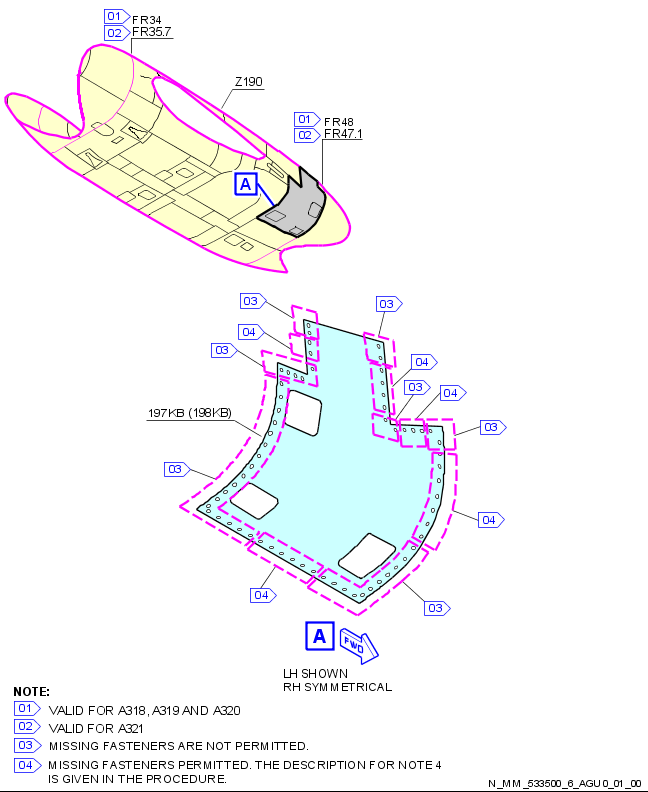 01 FR34
02 FR35.7
Z190
01 FR48
02 FR47.1
A
03
03
04
03
04
03
04
197KB (198KB)
03
03
04
04
03
A
FWD
LH SHOWN
RH SYMMETRICAL
NOTE:
01 VALID FOR A318, A319 AND A320
02 VALID FOR A321
03 MISSING FASTENERS ARE NOT PERMITTED.
04 MISSING FASTENERS PERMITTED. THE DESCRIPTION FOR NOTE 4
IS GIVEN IN THE PROCEDURE.
N_MM_533500_6_AGU0_01_00